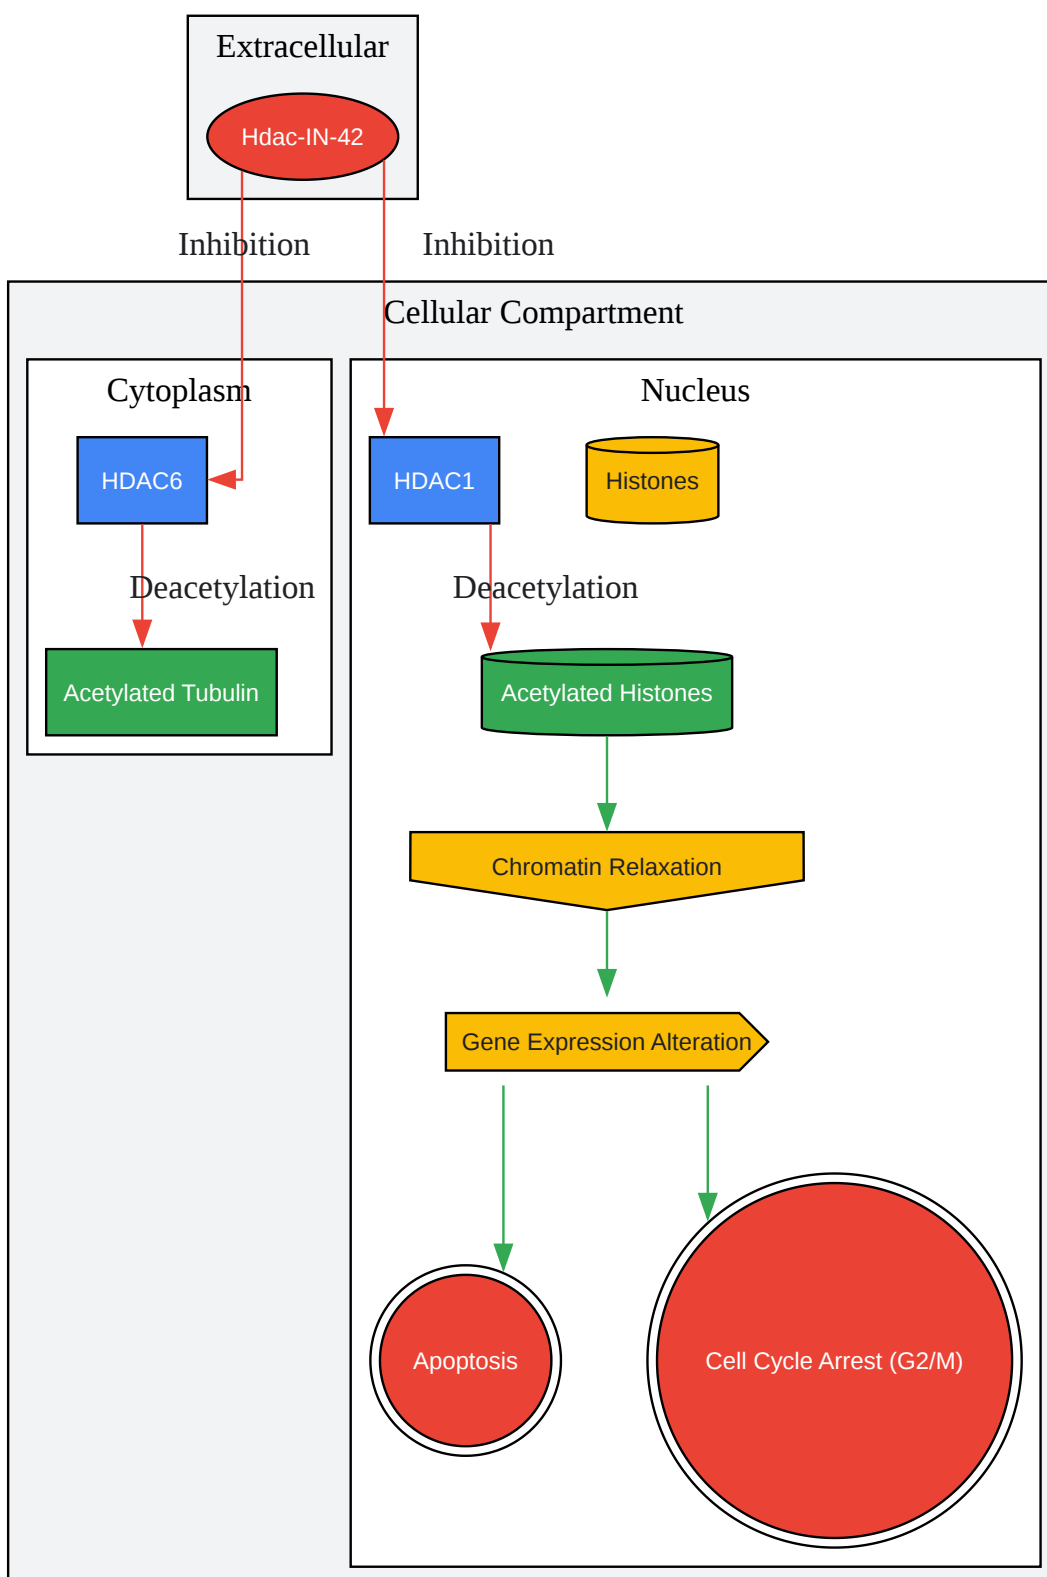 Extracellular
Hdac-IN-42
Inhibition
Inhibition
Cellular Compartment
Cytoplasm
Nucleus
HDAC6
HDAC1
Histones
Deacetylation
Deacetylation
Acetylated Tubulin
Acetylated Histones
Chromatin Relaxation
Gene Expression Alteration
Apoptosis
Cell Cycle Arrest (G2/M)